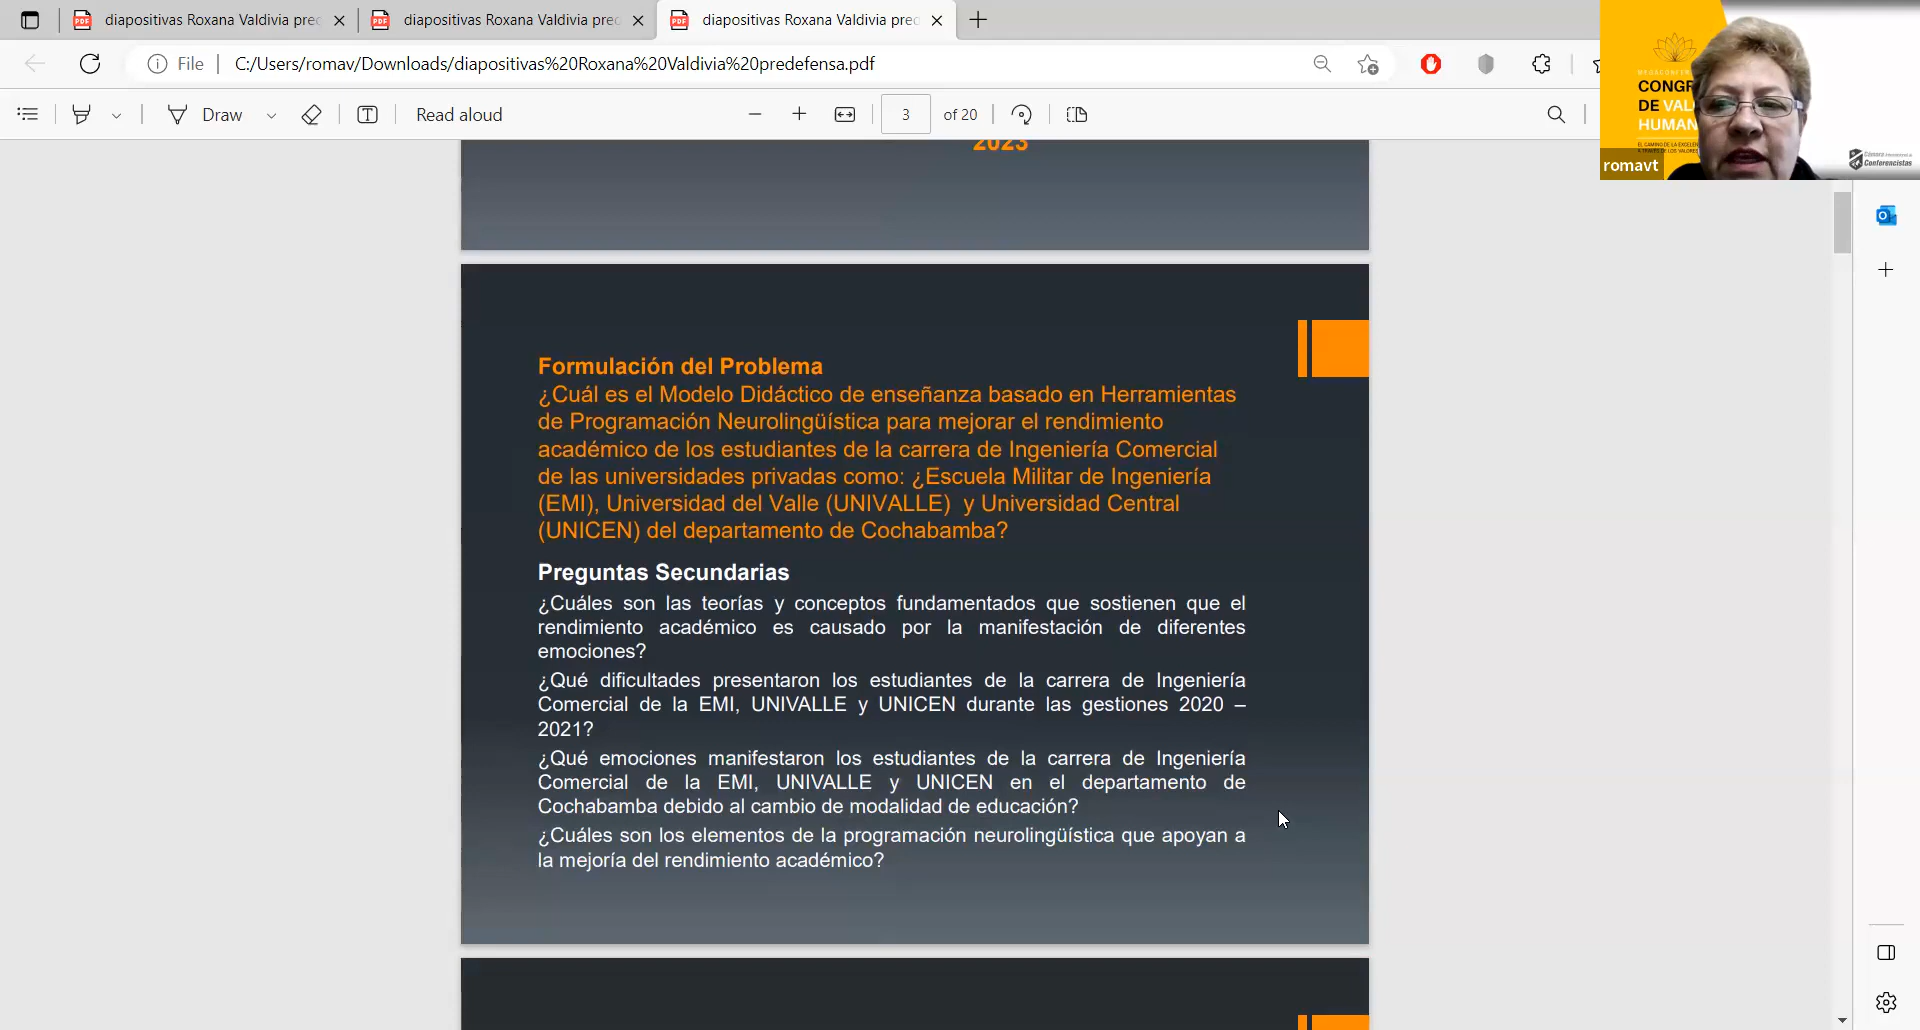 diapositivas Roxana Valdivia pre
diapositivas Roxana Valdivia pre
diapositivas Roxana Valdivia pre
File
C:/Users/romav/Downloads/diapositivas%20Roxana%20Valdivia%20predefensa.pdf
Draw
Read aloud
3
of 20
CONGR
DE VAL
HUMAN
romavt
Conferencistas
2023
Formulación del Problema
¿Cuál es el Modelo Didáctico de enseñanza basado en Herramientas
de Programación Neurolingüística para mejorar el rendimiento
académico de los estudiantes de la carrera de Ingeniería Comercial
de las universidades privadas como: ¿Escuela Militar de Ingeniería
(EMI), Universidad del Valle (UNIVALLE) y Universidad Central
(UNICEN) del departamento de Cochabamba?
Preguntas Secundarias
¿Cuáles son las teorías y conceptos fundamentados que sostienen que el
rendimiento académico es causado por la manifestación de diferentes
emociones?
¿Qué dificultades presentaron los estudiantes de la carrera de Ingeniería
Comercial de la EMI, UNIVALLE y UNICEN durante las gestiones 2020 –
2021?
¿Qué emociones manifestaron los estudiantes de la carrera de Ingeniería
Comercial de la EMI, UNIVALLE y UNICEN en el departamento de
Cochabamba debido al cambio de modalidad de educación?
¿Cuáles son los elementos de la programación neurolingüística que apoyan a
la mejoría del rendimiento académico?